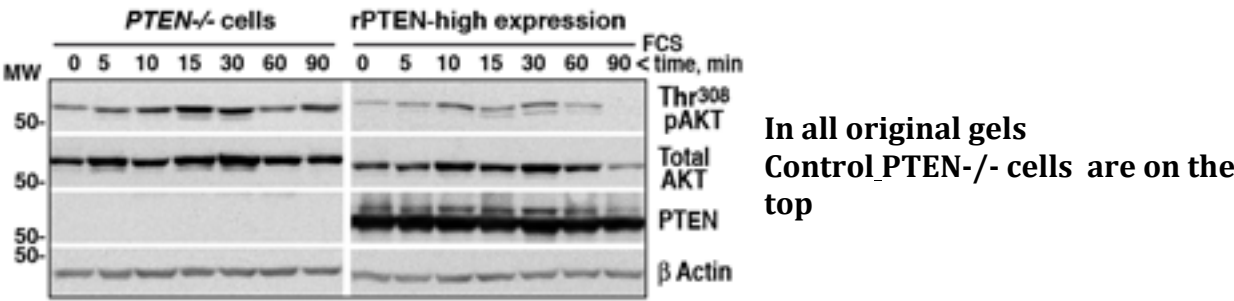 PTEN-/- cells rPTEN-high expression
FCS
MW 0 5 10 15 30 60 90 0 5 10 15 30 60 90 < time, min
Thr308
50- pAKT
Total
50- AKT
PTEN
50-
50-
β Actin
In all original gels
Control PTEN-/- cells are on the
top